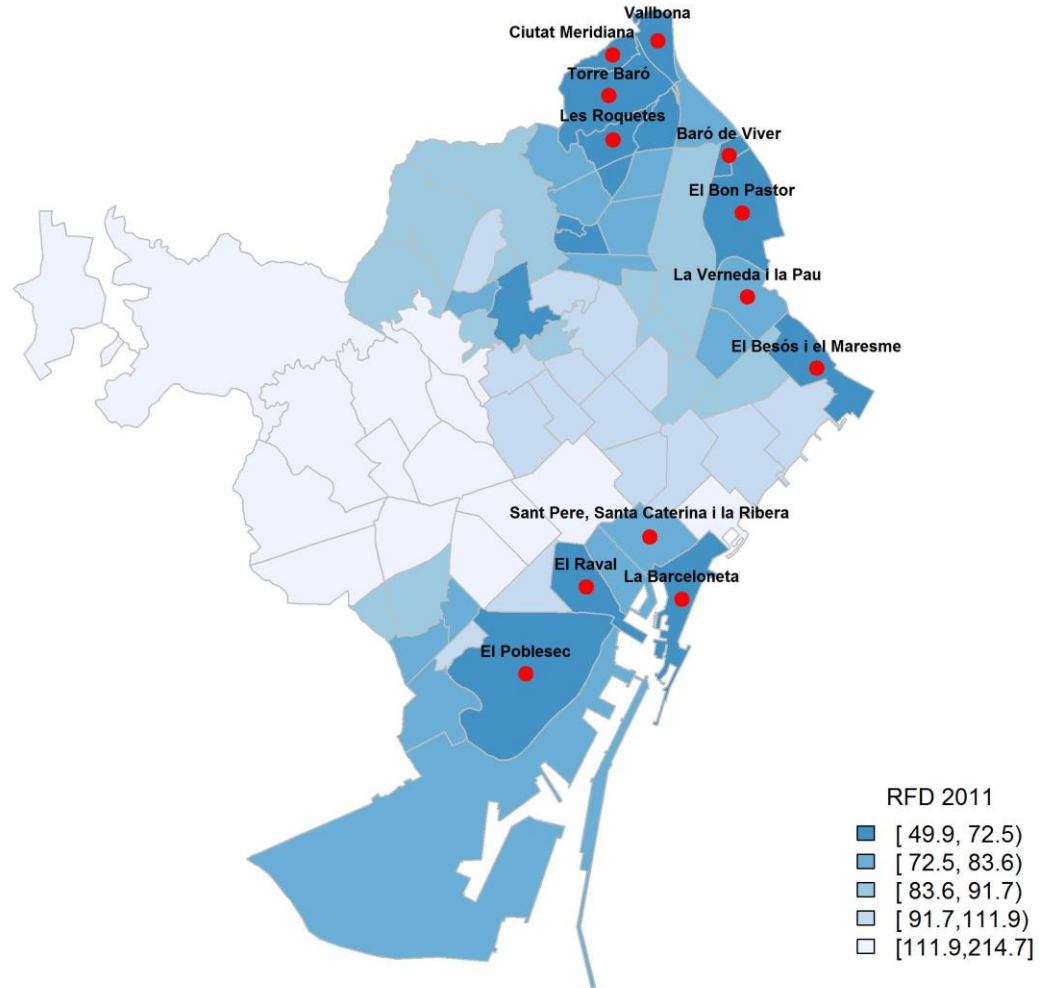 Vallbona
Ciutat Meridiana
Torre Baró
Les Roquetes
Baró de Viver
El Bon Pastor
La Verneda i la Pau
El Besós i el Maresme
Sant Pere, Santa Caterina i la Ribera
El Raval
La Barceloneta
El Poblesec
RFD 2011
[ 49.9, 72.5)
[ 72.5, 83.6)
[ 83.6, 91.7)
[ 91.7,111.9)
[111.9,214.7]